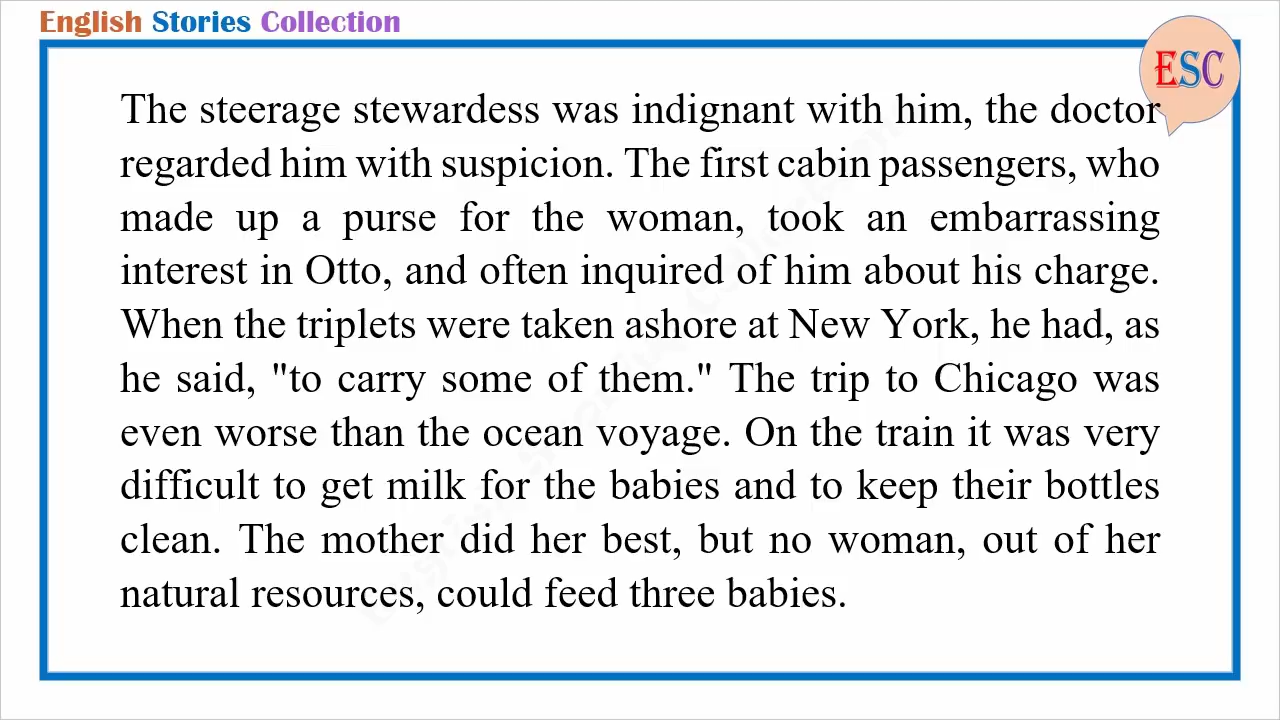 English Stories Collection
ESC
The steerage stewardess was indignant with him, the doctor
regarded him with suspicion. The first cabin passengers, who
made up a purse for the woman, took an embarrassing
interest in Otto, and often inquired of him about his charge.
When the triplets were taken ashore at New York, he had, as
he said, "to carry some of them." The trip to Chicago was
even worse than the ocean voyage. On the train it was very
difficult to get milk for the babies and to keep their bottles
clean. The mother did her best, but no woman, out of her
natural resources, could feed three babies.